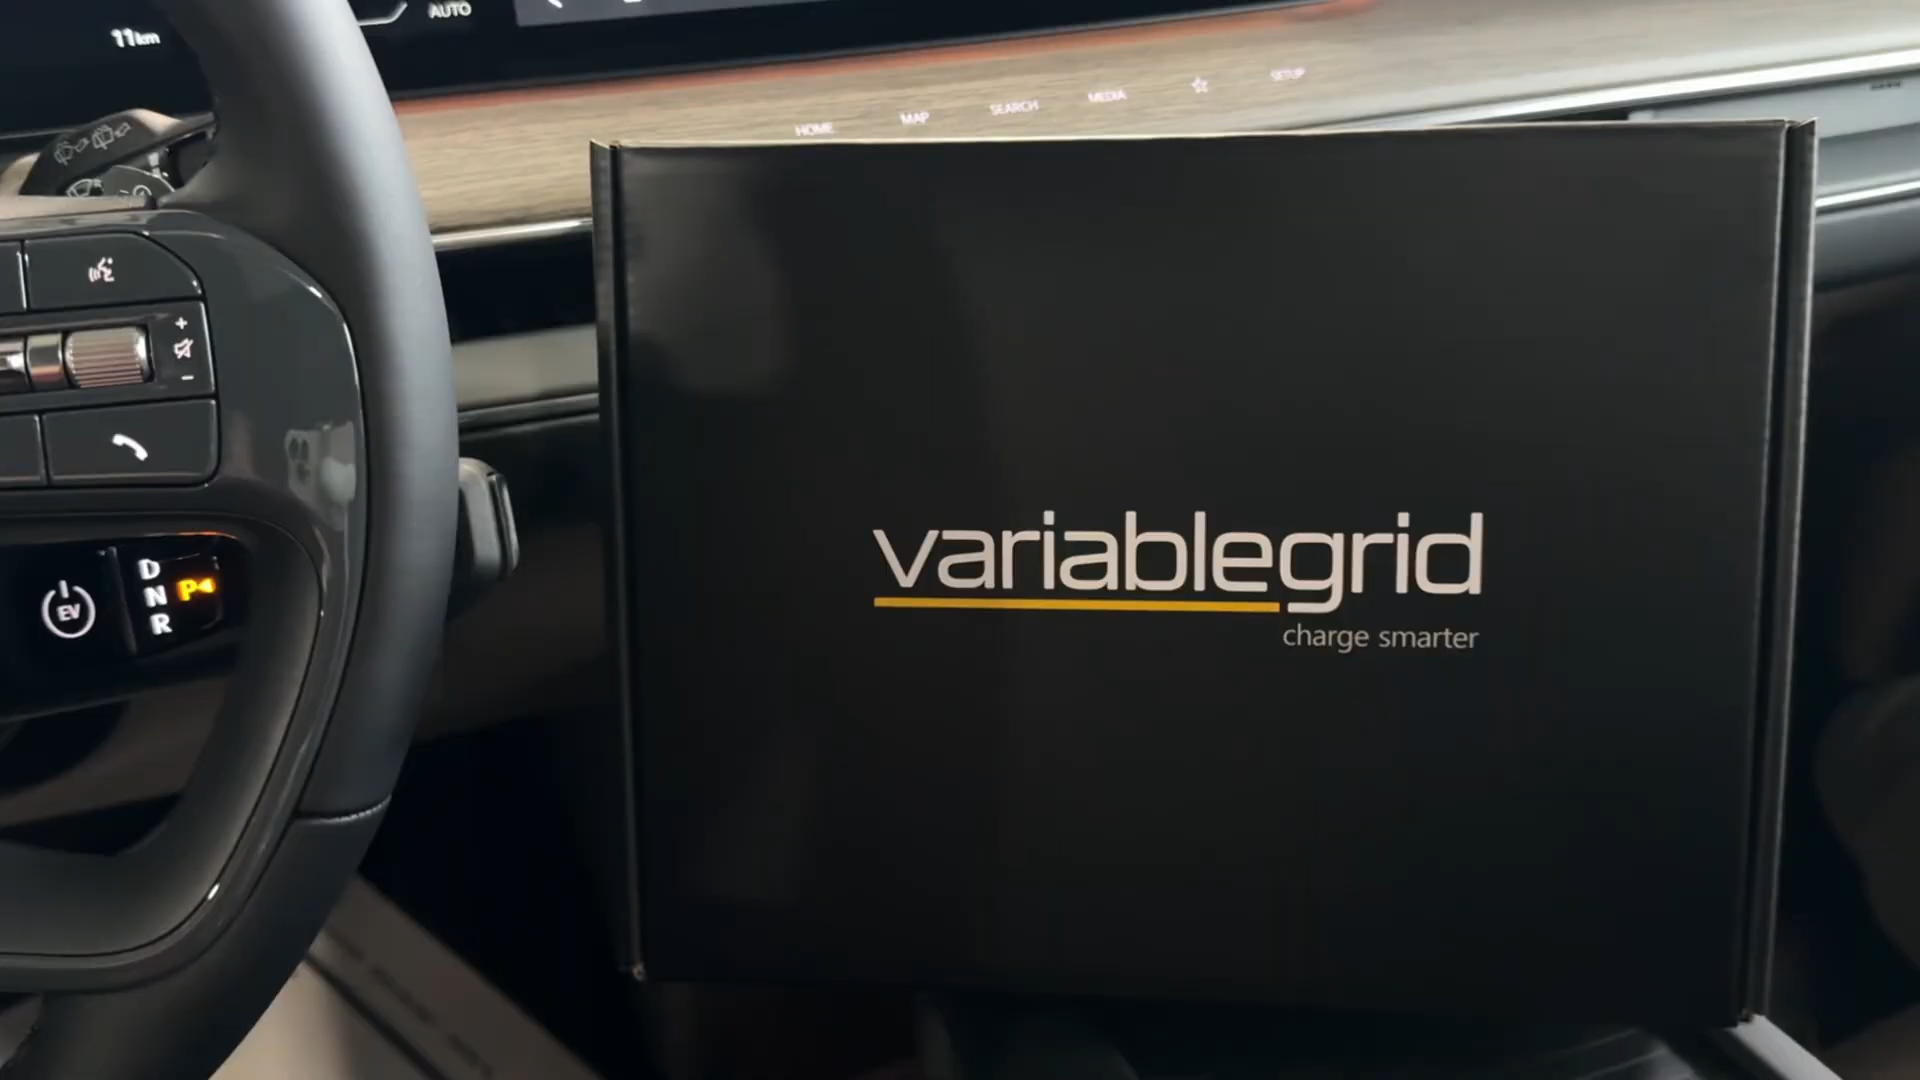 11km
AUTO
HOME
MAP
SEARCH
MEDIA
SETUP
+
-
EV
D
N
R
P
variablegrid
charge smarter